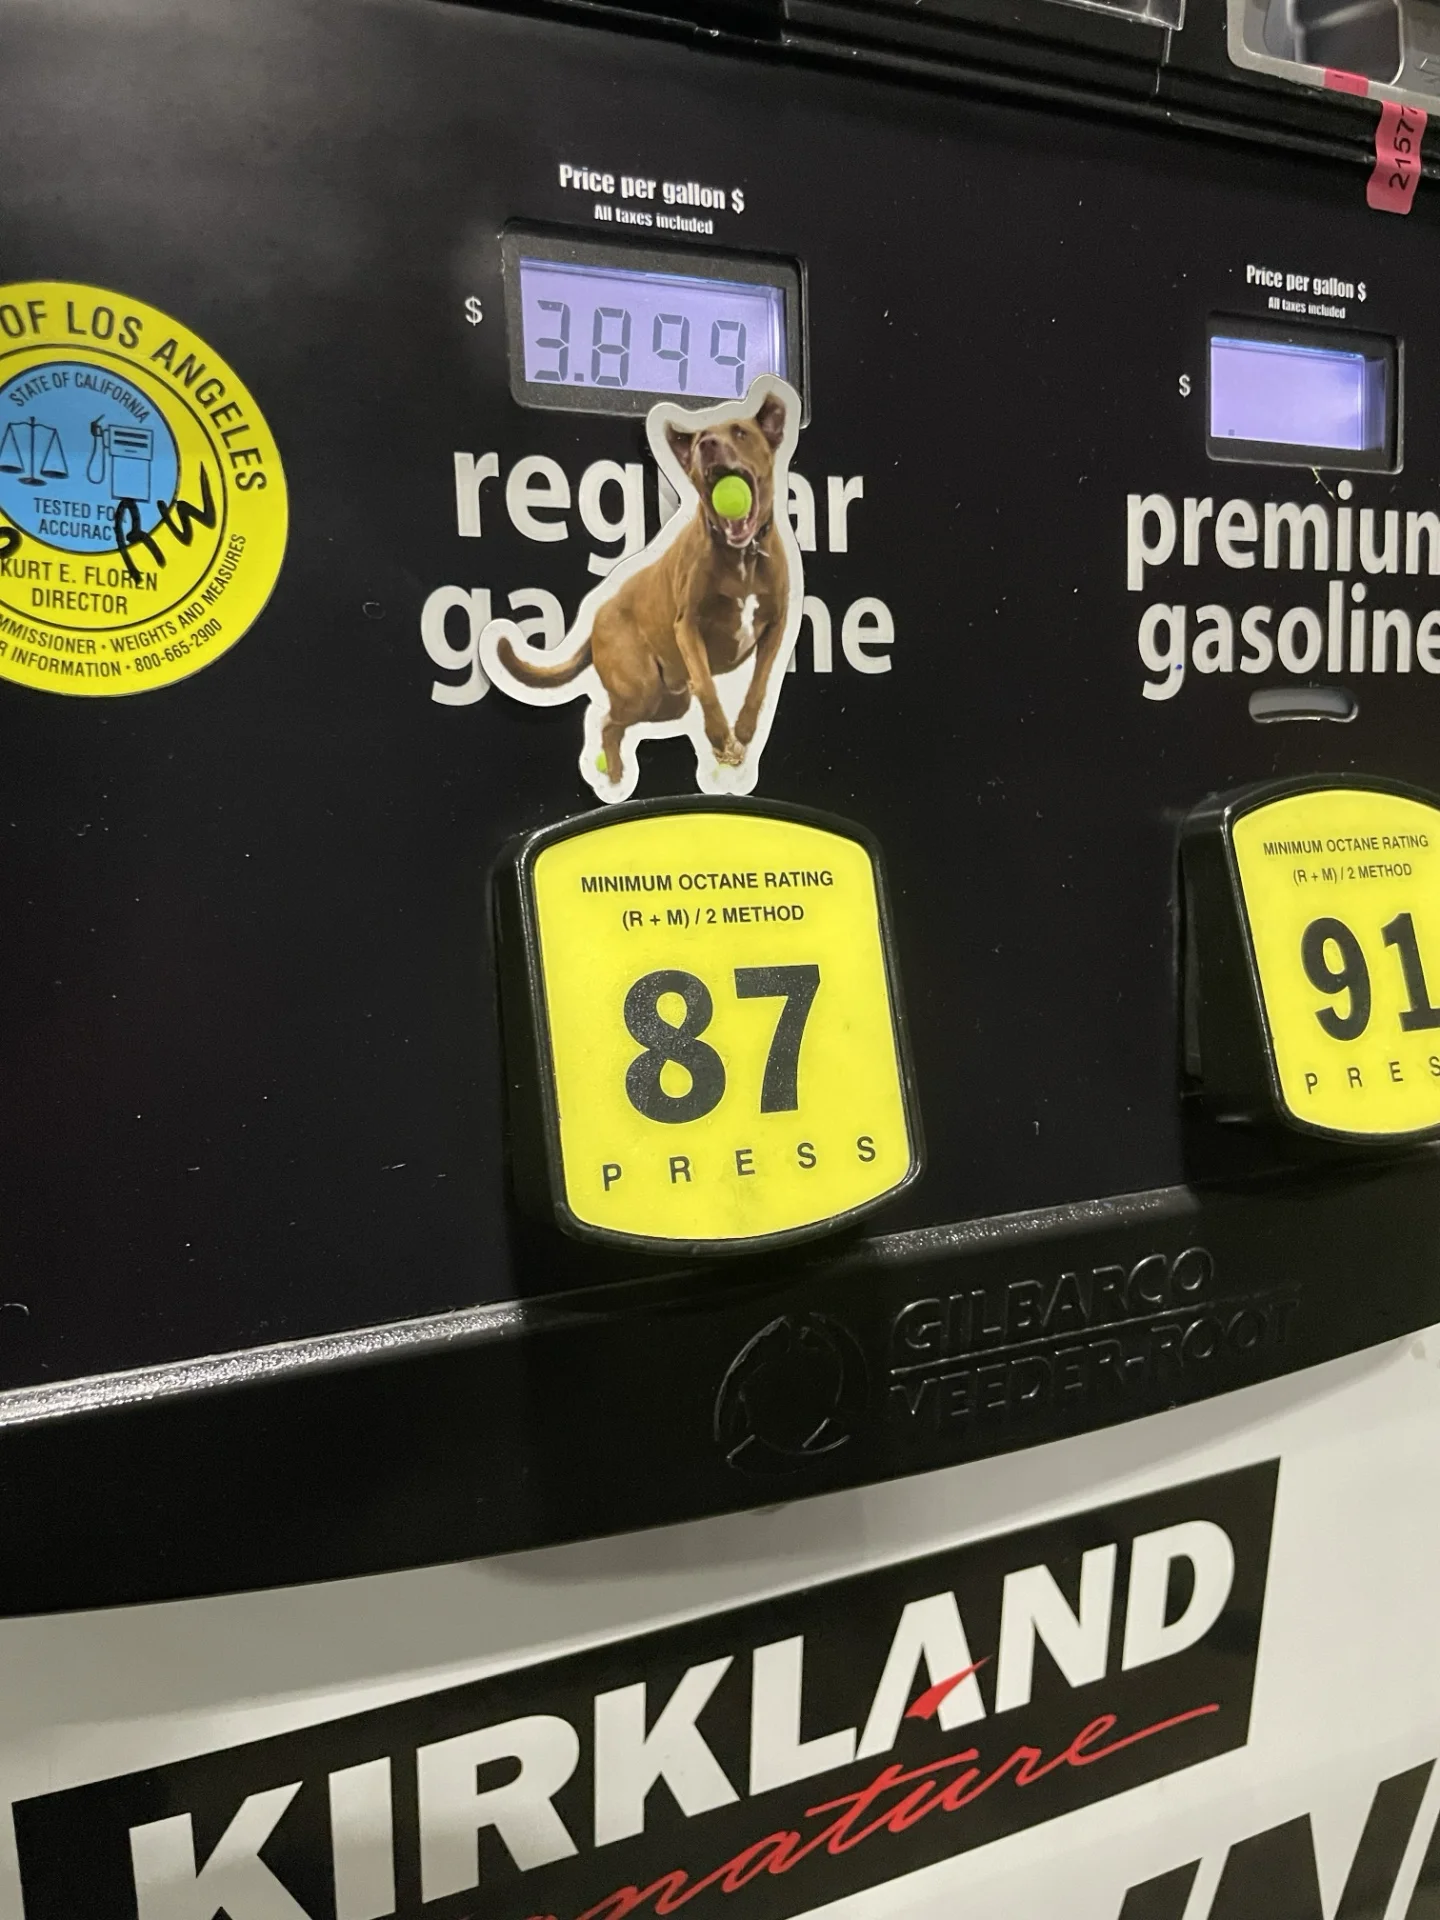 OF LOS ANGELES
STATE OF CALIFORNIA
TESTED
ACCURAC
RW
KURT E. FLOREN
DIRECTOR
MMISSIONER • WEIGHTS AND MEASURES
R INFORMATION • 800-665-2900
Price per gallon $
All taxes included
$ 3.899
reg ar
ga ne
MINIMUM OCTANE RATING
(R + M) / 2 METHOD
87
PRESS
21577
Price per gallon $
All taxes included
$
premium
gasoline
MINIMUM OCTANE RATING
(R + M) / 2 METHOD
91
PRES
GILBARCO
VEEDER-ROOT
KIRKLAND
nature